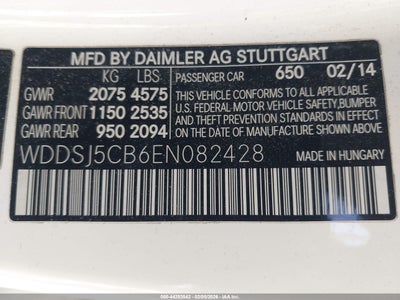 MFD BY DAIMLER AG STUTTGART
KG LBS PASSENGER CAR 650 02/14
GVWR 2075 4575 THIS VEHICLE CONFORMS TO ALL APPLICABLE
GAWR FRONT 1150 2535 U.S. FEDERAL MOTOR VEHICLE SAFETY, BUMPER,
GAWR REAR 950 2094 AND THEFT PREVENTION STANDARDS IN EFFECT
ON THE DATE OF MANUFACTURE SHOWN ABOVE.
WDDSJ5CB6EN082428 MADE IN HUNGARY